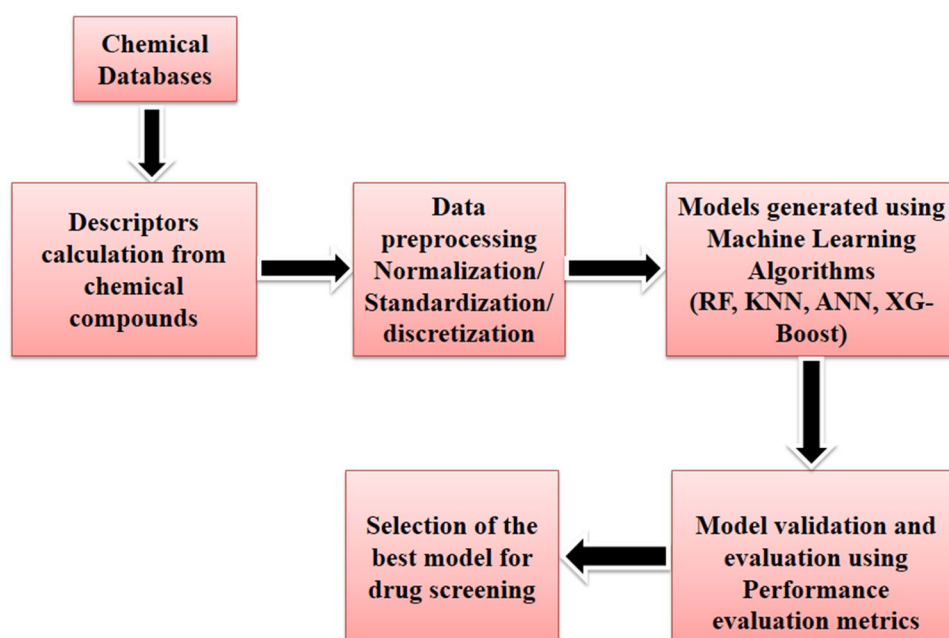 Chemical
Databases
Descriptors
calculation from
chemical
compounds
Data
preprocessing
Normalization/
Standardization/
discretization
Models generated using
Machine Learning
Algorithms
(RF, KNN, ANN, XG-
Boost)
Model validation and
evaluation using
Performance
evaluation metrics
Selection of the
best model for
drug screening